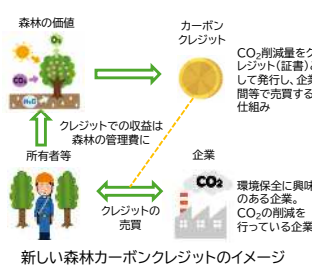 森林の価値
カーボン
クレジット
O₂
CO₂
H₂O
CO₂削減量をク
レジット（証書）と
して発行し、企業
間等で売買する
仕組み
クレジットでの収益は
森林の管理費に
所有者等
企業
CO₂
クレジットの
売買
環境保全に興味
のある企業。
CO₂の削減を
行っている企業
新しい森林カーボンクレジットのイメージ